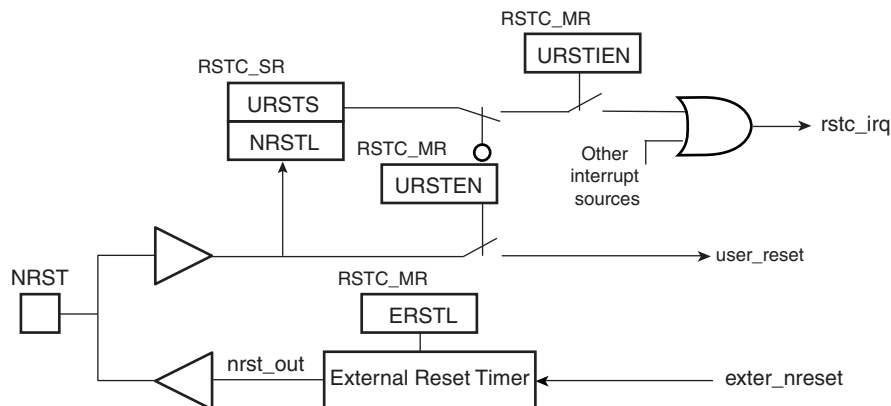 RSTC_MR
URSTIEN
RSTC_SR
URSTS
NRSTL
rstc_irq
RSTC_MR
URSTEN
Other
interrupt
sources
user_reset
NRST
RSTC_MR
ERSTL
nrst_out
External Reset Timer
exter_nreset